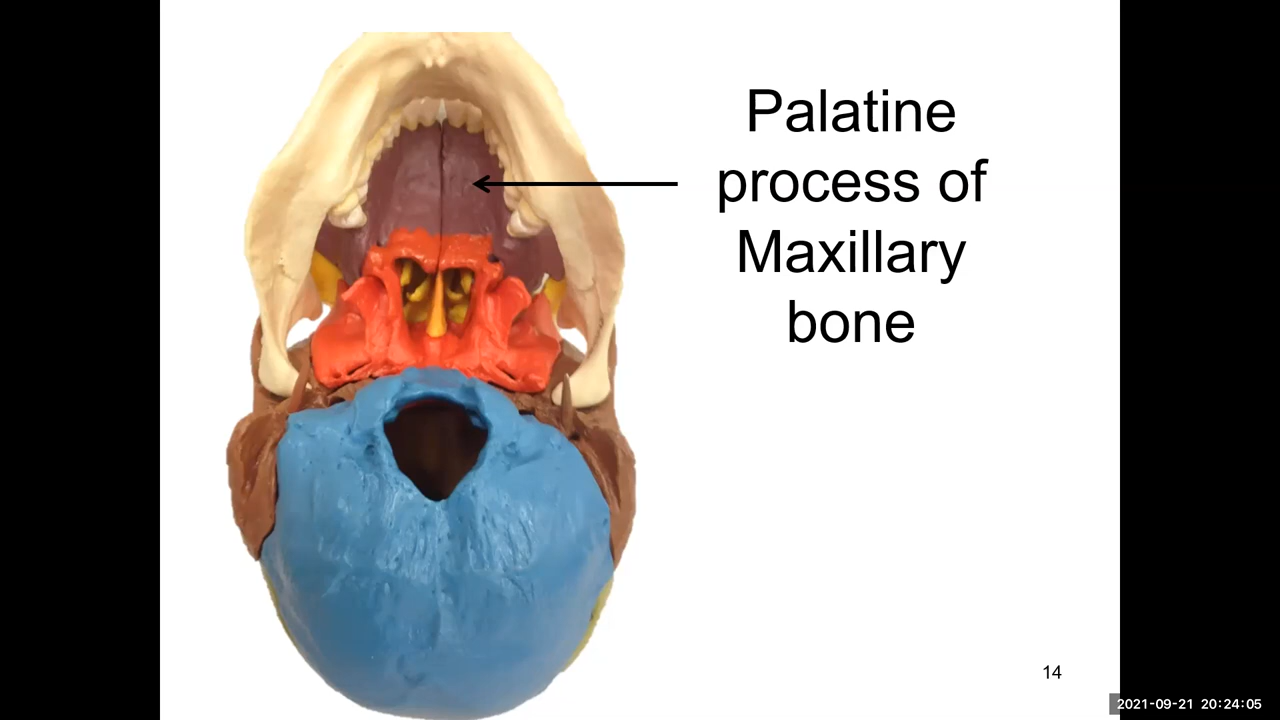 Palatine
process of
Maxillary
bone
14
2021-09-21 20:24:05